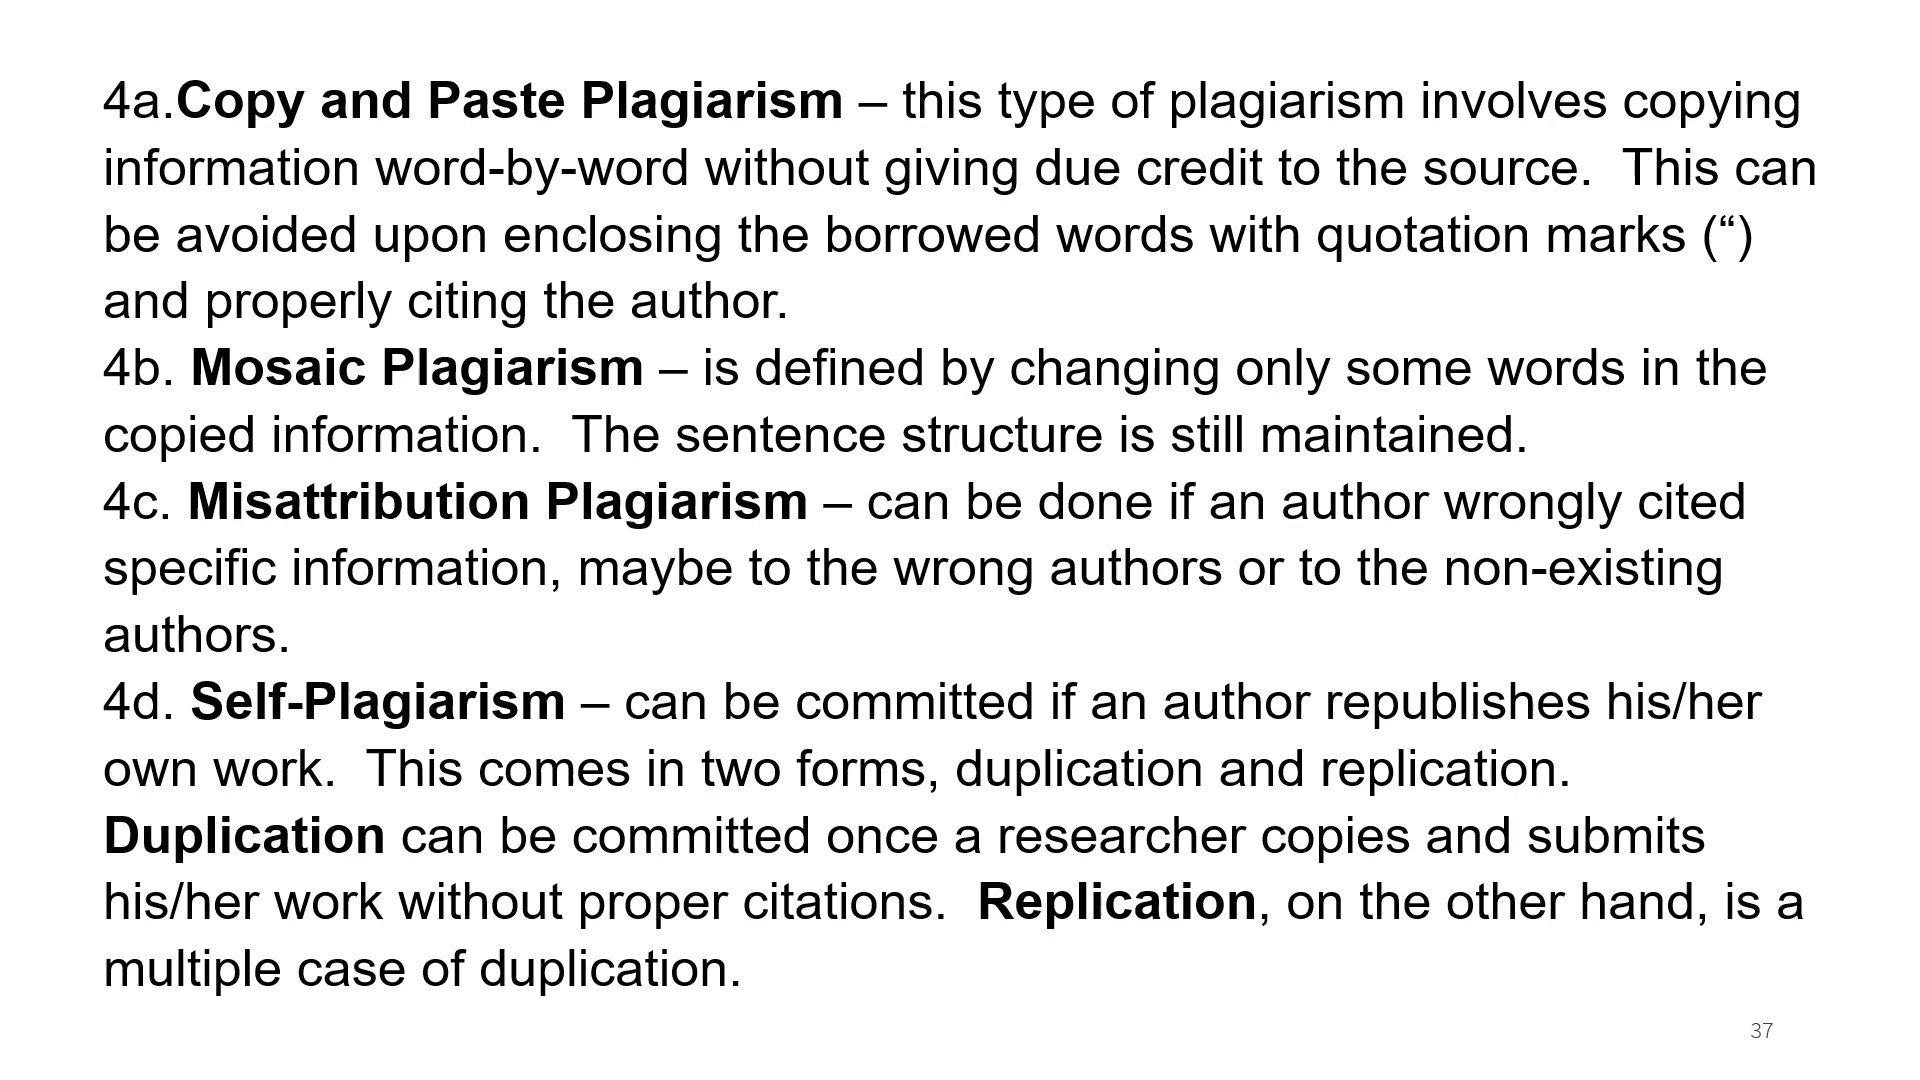 4a.Copy and Paste Plagiarism – this type of plagiarism involves copying
information word-by-word without giving due credit to the source.  This can
be avoided upon enclosing the borrowed words with quotation marks (“)
and properly citing the author.
4b. Mosaic Plagiarism – is defined by changing only some words in the
copied information.  The sentence structure is still maintained.
4c. Misattribution Plagiarism – can be done if an author wrongly cited
specific information, maybe to the wrong authors or to the non-existing
authors.
4d. Self-Plagiarism – can be committed if an author republishes his/her
own work.  This comes in two forms, duplication and replication.
Duplication can be committed once a researcher copies and submits
his/her work without proper citations.  Replication, on the other hand, is a
multiple case of duplication.
37